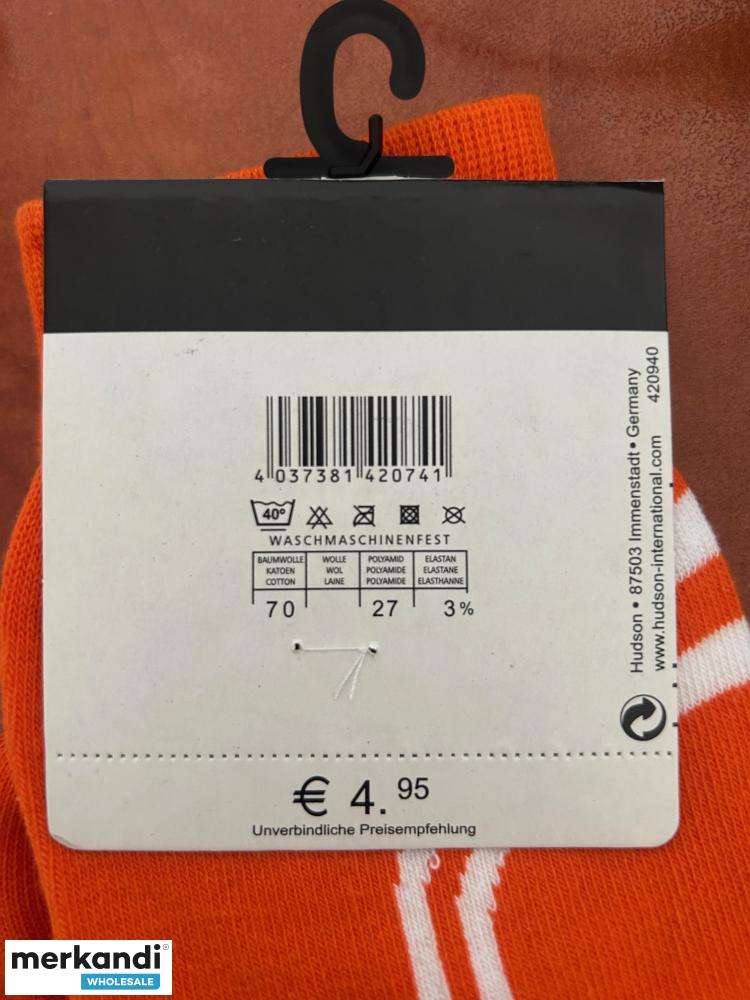 4 037381 420741
40°
WASCHMASCHINENFEST
BAUMWOLLE WOLLE POLYAMID ELASTAN
KATOEN WOL POLYAMIDE ELASTANE
COTTON LAINE POLYAMIDE ELASTHANNE
70 27 3%
Hudson • 87503 Immenstadt • Germany
www.hudson-international.com 420940
€ 4.95
Unverbindliche Preisempfehlung
merkandi®
WHOLESALE